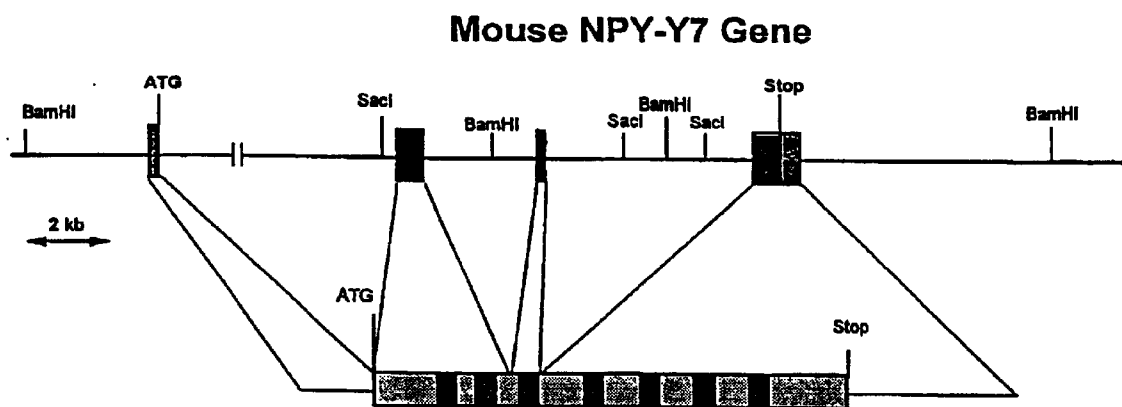 Mouse NPY-Y7 Gene
BamHI
ATG
SacI
BamHI
SacI
BamHI
SacI
Stop
BamHI
2 kb
ATG
Stop